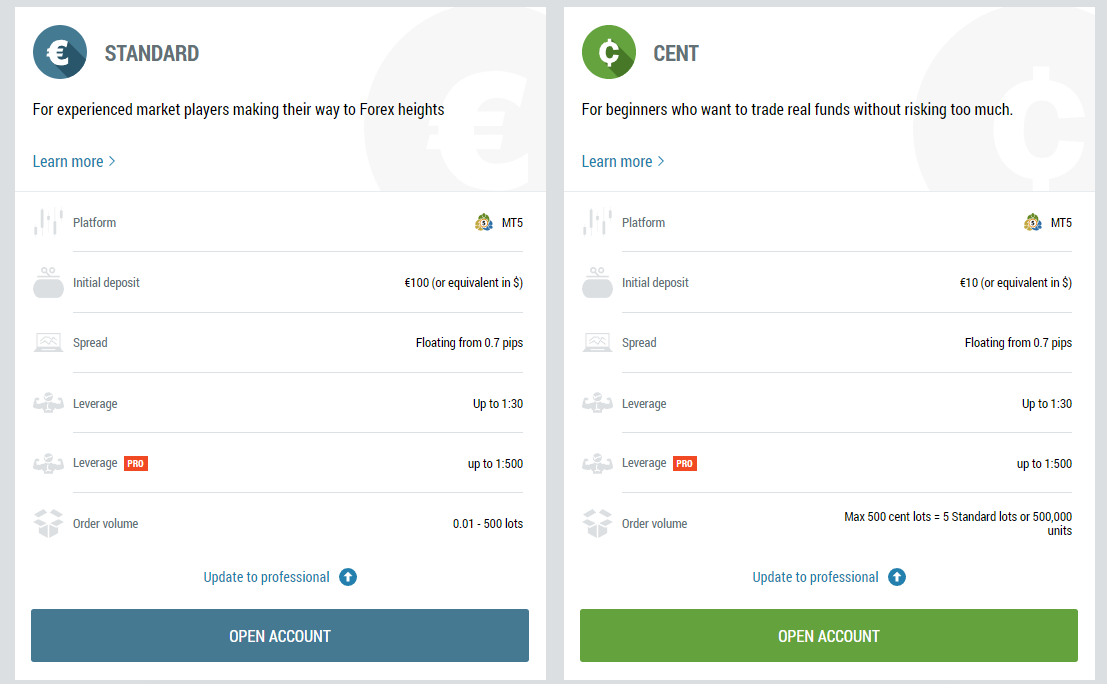 STANDARD
For experienced market players making their way to Forex heights
Learn more
Platform
MT5
Initial deposit
€100 (or equivalent in $)
Spread
Floating from 0.7 pips
Leverage
Up to 1:30
Leverage PRO
up to 1:500
Order volume
0.01 - 500 lots
Update to professional
OPEN ACCOUNT
CENT
For beginners who want to trade real funds without risking too much.
Learn more
Platform
MT5
Initial deposit
€10 (or equivalent in $)
Spread
Floating from 0.7 pips
Leverage
Up to 1:30
Leverage PRO
up to 1:500
Order volume
Max 500 cent lots = 5 Standard lots or 500,000
units
Update to professional
OPEN ACCOUNT